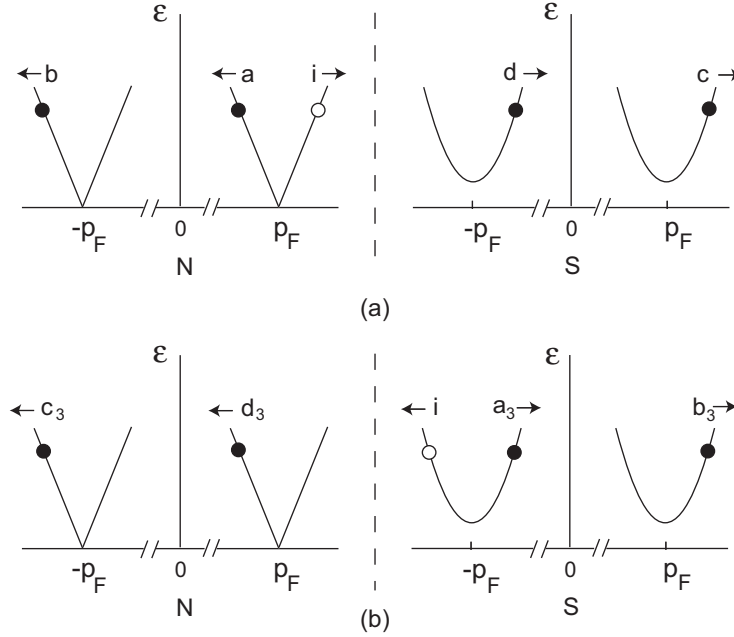 ε ε
b a i d c
-p_F 0 p_F -p_F 0 p_F
N S
(a)
ε ε
c_3 d_3 i a_3 b_3
-p_F 0 p_F -p_F 0 p_F
N S
(b)